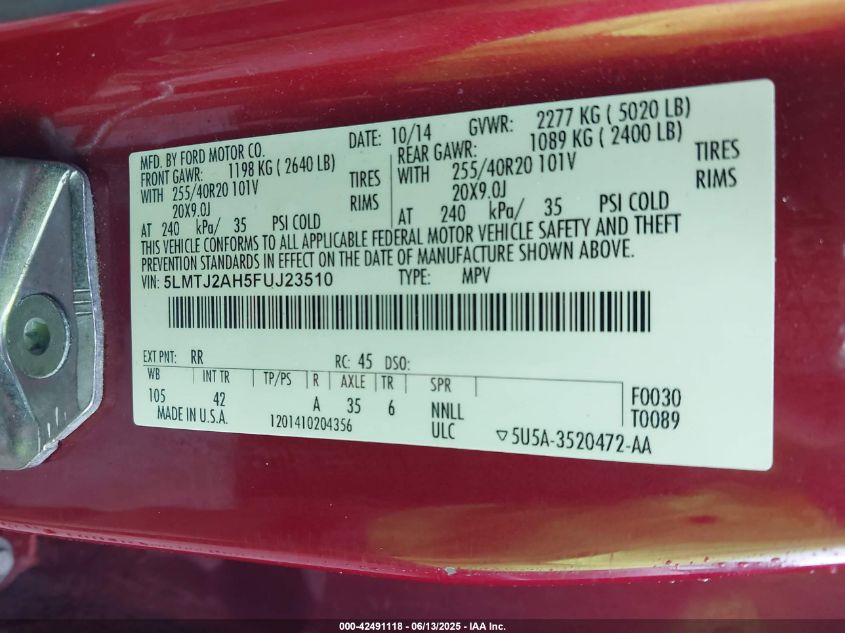 MFD. BY FORD MOTOR CO. DATE: 10/14 GVWR: 2277 KG ( 5020 LB)
FRONT GAWR: 1198 KG ( 2640 LB) REAR GAWR: 1089 KG ( 2400 LB)
WITH 255/40R20 101V TIRES WITH 255/40R20 101V TIRES
20X9.0J RIMS 20X9.0J RIMS
AT 240 kPa/ 35 PSI COLD AT 240 kPa/ 35 PSI COLD
THIS VEHICLE CONFORMS TO ALL APPLICABLE FEDERAL MOTOR VEHICLE SAFETY AND THEFT
PREVENTION STANDARDS IN EFFECT ON THE DATE OF MANUFACTURE SHOWN ABOVE.
VIN: 5LMTJ2AH5FUJ23510 TYPE: MPV
EXT PNT: RR RC: 45 DSO:
WB INT TR TP/PS R AXLE TR SPR
105 42 A 35 6 NNLL F0030
MADE IN U.S.A. 1201410204356 ULC T0089
▽5U5A-3520472-AA
000-42491118 - 06/13/2025 - IAA Inc.